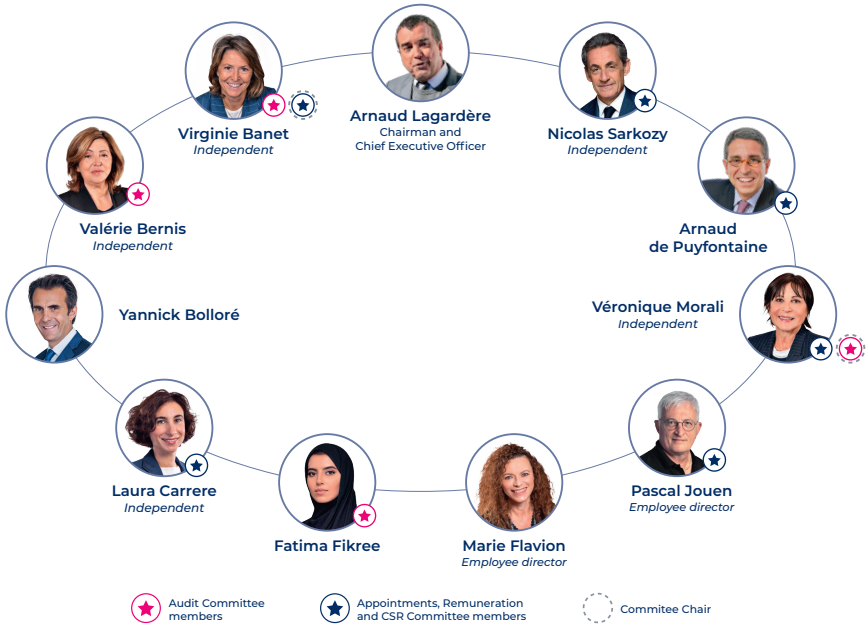 Arnaud Lagardère
Chairman and
Chief Executive Officer
Virginie Banet
Independent
Nicolas Sarkozy
Independent
Valérie Bernis
Independent
Arnaud
de Puyfontaine
Yannick Bolloré
Véronique Morali
Independent
Laura Carrere
Independent
Pascal Jouen
Employee director
Fatima Fikree
Marie Flavion
Employee director
Audit Committee
members
Appointments, Remuneration
and CSR Committee members
Commitee Chair